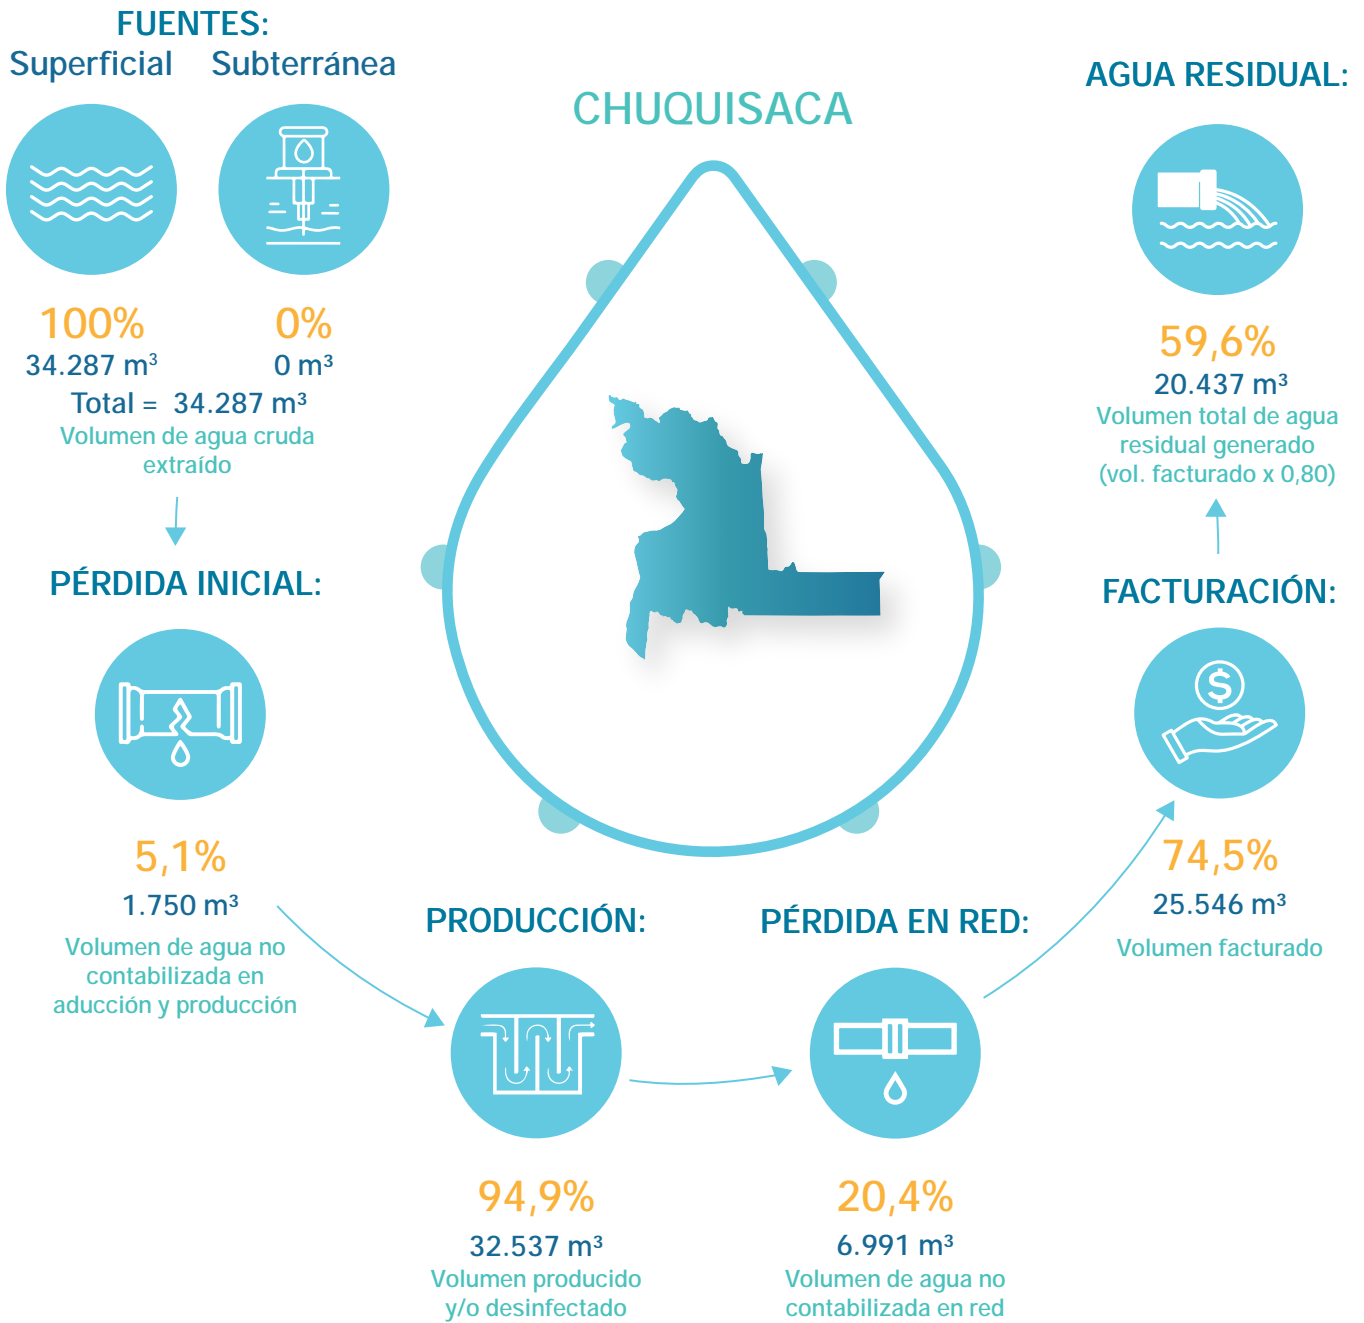 FUENTES:
Superficial
Subterránea
100%
34.287 m³
0%
0 m³
Total = 34.287 m³
Volumen de agua cruda
extraído
PÉRDIDA INICIAL:
5,1%
1.750 m³
Volumen de agua no
contabilizada en
aducción y producción
CHUQUISACA
PRODUCCIÓN:
94,9%
32.537 m³
Volumen producido
y/o desinfectado
PÉRDIDA EN RED:
20,4%
6.991 m³
Volumen de agua no
contabilizada en red
FACTURACIÓN:
$
74,5%
25.546 m³
Volumen facturado
AGUA RESIDUAL:
59,6%
20.437 m³
Volumen total de agua
residual generado
(vol. facturado x 0,80)